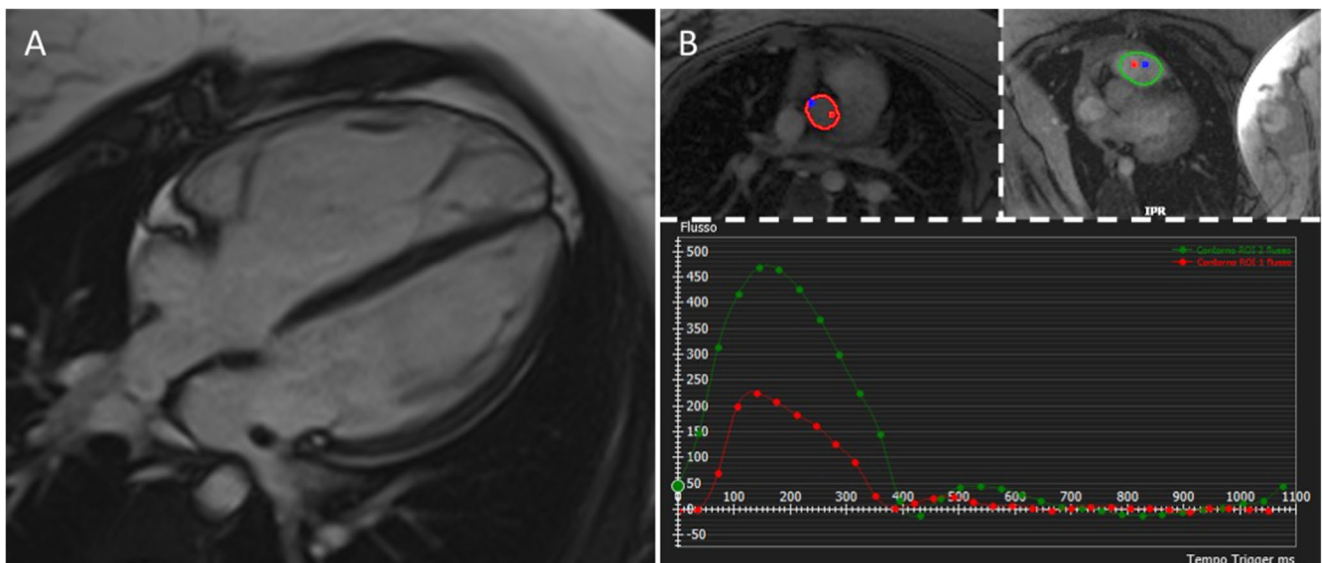 A
B
IPR
Flusso
Contorno ROI 2 flusso
Contorno ROI 1 flusso
500
450
400
350
300
250
200
150
100
50
0
-50
100 200 300 400 500 600 700 800 900 1000 1100
Tempo Trigger ms